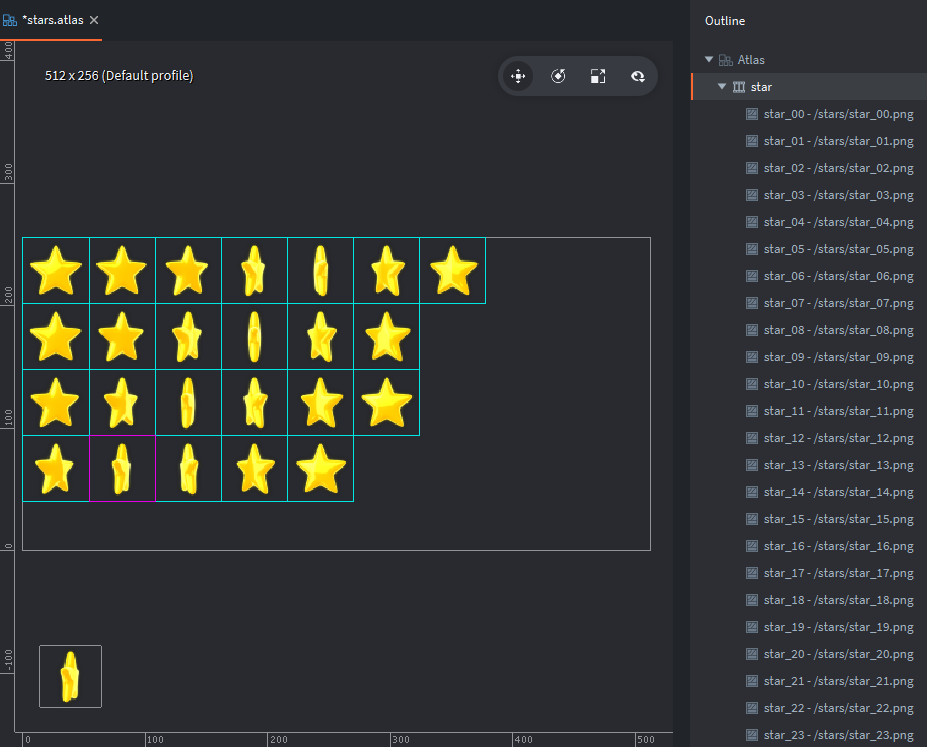 *stars.atlas
Outline
512 x 256 (Default profile)
400
300
200
100
0
-100
0
100
200
300
400
500
Atlas
star
star_00 - /stars/star_00.png
star_01 - /stars/star_01.png
star_02 - /stars/star_02.png
star_03 - /stars/star_03.png
star_04 - /stars/star_04.png
star_05 - /stars/star_05.png
star_06 - /stars/star_06.png
star_07 - /stars/star_07.png
star_08 - /stars/star_08.png
star_09 - /stars/star_09.png
star_10 - /stars/star_10.png
star_11 - /stars/star_11.png
star_12 - /stars/star_12.png
star_13 - /stars/star_13.png
star_14 - /stars/star_14.png
star_15 - /stars/star_15.png
star_16 - /stars/star_16.png
star_17 - /stars/star_17.png
star_18 - /stars/star_18.png
star_19 - /stars/star_19.png
star_20 - /stars/star_20.png
star_21 - /stars/star_21.png
star_22 - /stars/star_22.png
star_23 - /stars/star_23.png